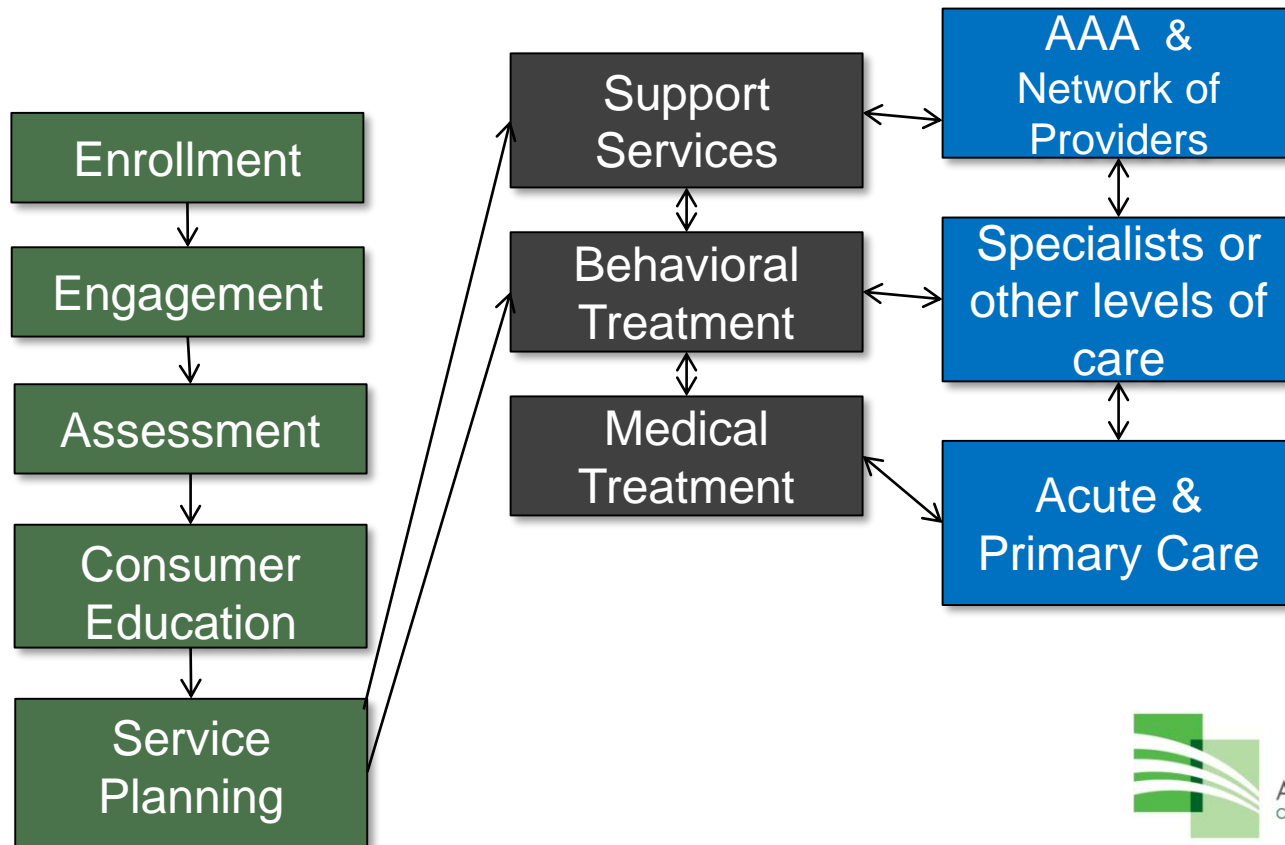 Enrollment
Engagement
Assessment
Consumer
Education
Service
Planning
Support
Services
Behavioral
Treatment
Medical
Treatment
AAA &
Network of
Providers
Specialists or
other levels of
care
Acute &
Primary Care